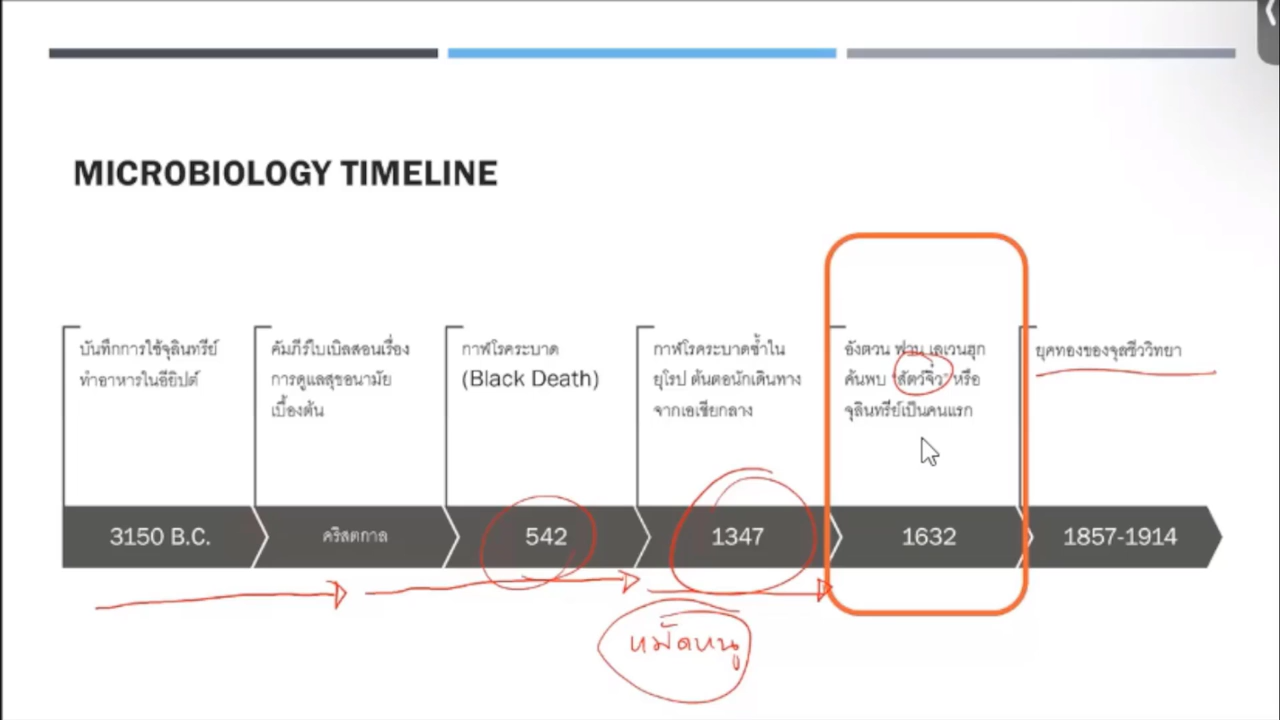 MICROBIOLOGY TIMELINE
บันทึกการใช้จุลินทรีย์
ทำอาหารในอียิปต์
3150 B.C.
คัมภีร์ไบเบิลสอนเรื่อง
การดูแลสุขอนามัย
เบื้องต้น
คริสตกาล
กาฬโรคระบาด
(Black Death)
542
กาฬโรคระบาดซ้ำใน
ยุโรป ต้นตอนักเดินทาง
จากเอเซียกลาง
1347
อังตวน ฟาน เลเวนฮุก
ค้นพบ "สัตว์จิ๋ว" หรือ
จุลินทรีย์เป็นคนแรก
1632
ยุคทองของจุลชีววิทยา
1857-1914
หมัดหนู